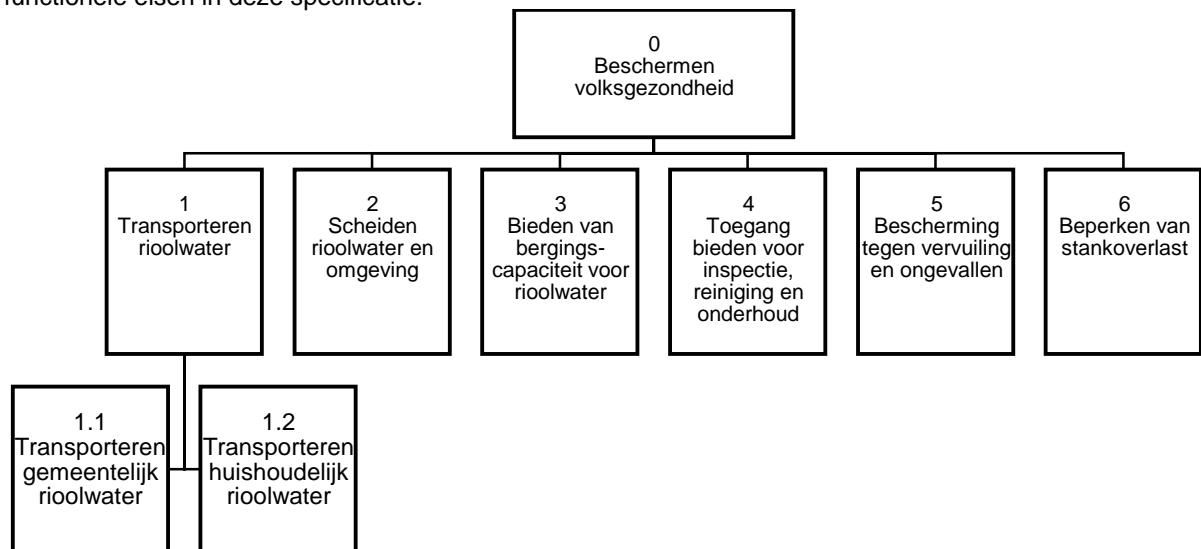 functionele eisen in deze specificatie.
0
Beschermen
volksgezondheid
1
Transporteren
rioolwater
2
Scheiden
rioolwater en
omgeving
3
Bieden van
bergings-
capaciteit voor
rioolwater
4
Toegang
bieden voor
inspectie,
reiniging en
onderhoud
5
Bescherming
tegen vervuiling
en ongevallen
6
Beperken van
stankoverlast
1.1
Transporteren
gemeentelijk
rioolwater
1.2
Transporteren
huishoudelijk
rioolwater